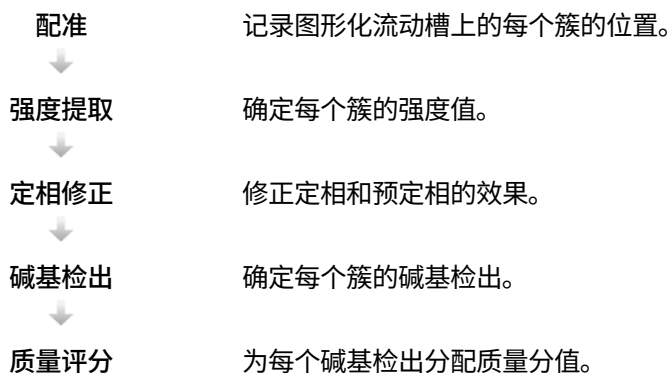 配准 记录图形化流动槽上的每个簇的位置。
强度提取 确定每个簇的强度值。
定相修正 修正定相和预定相的效果。
碱基检出 确定每个簇的碱基检出。
质量评分 为每个碱基检出分配质量分值。